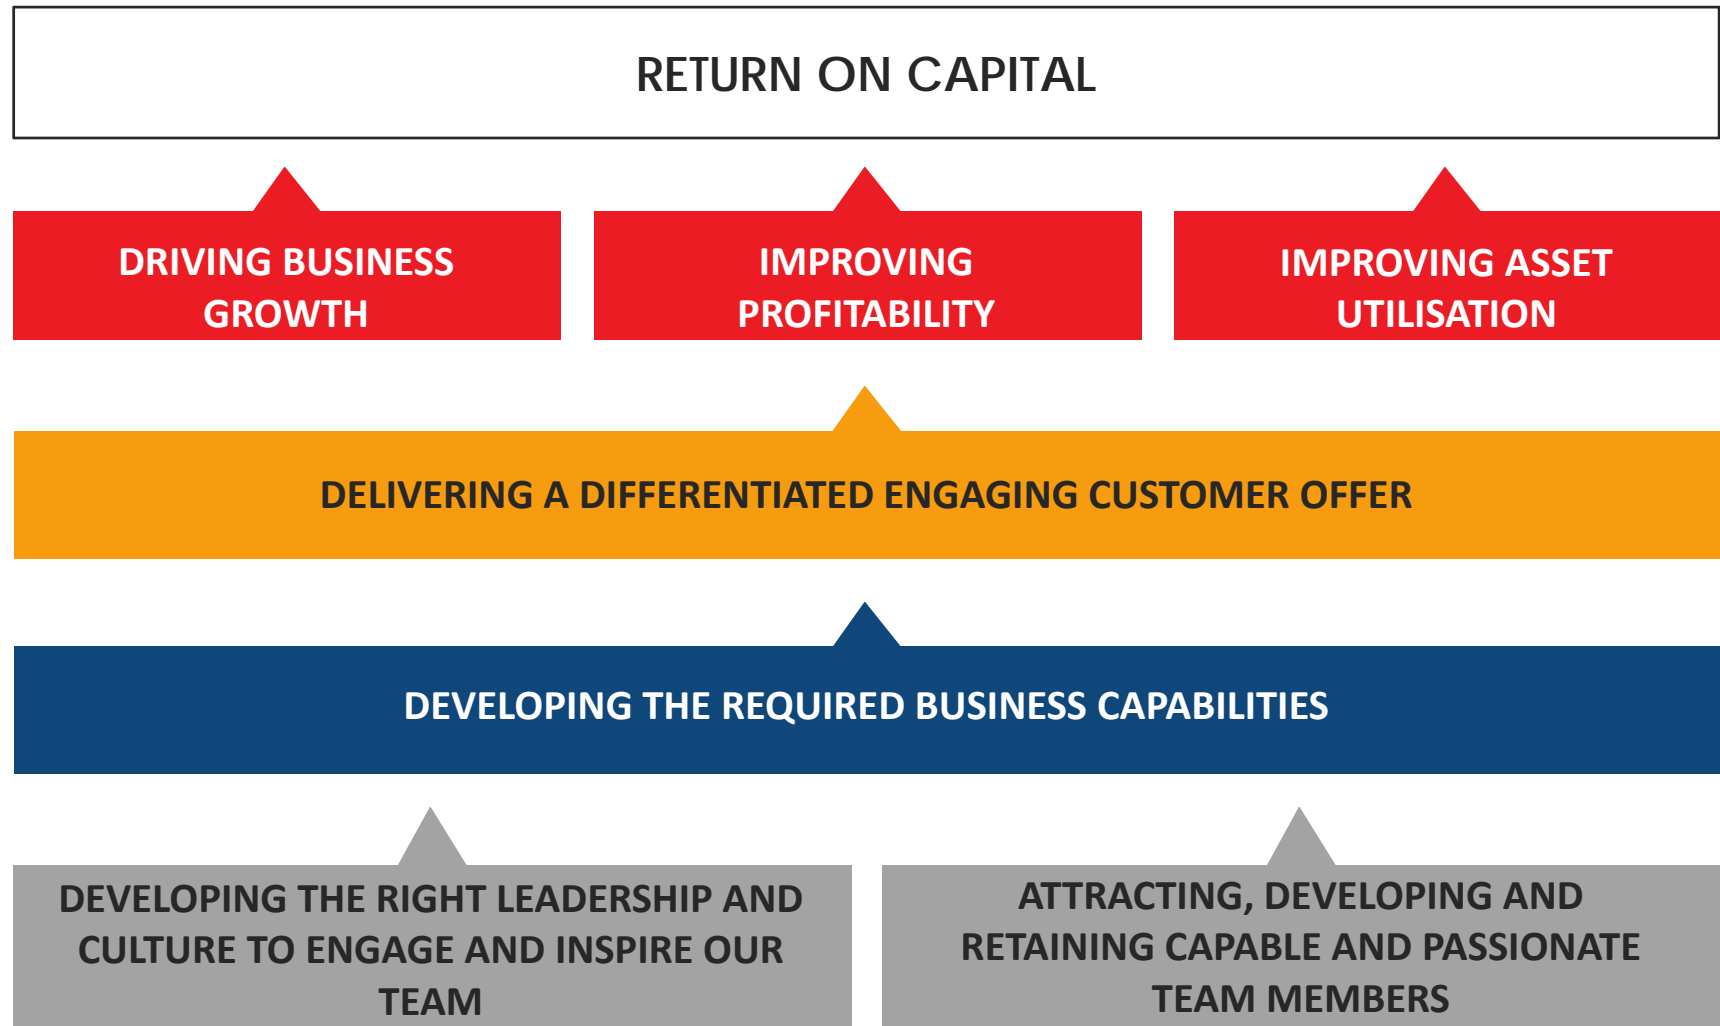 RETURN ON CAPITAL
DRIVING BUSINESS
GROWTH
IMPROVING
PROFITABILITY
IMPROVING ASSET
UTILISATION
DELIVERING A DIFFERENTIATED ENGAGING CUSTOMER OFFER
DEVELOPING THE REQUIRED BUSINESS CAPABILITIES
DEVELOPING THE RIGHT LEADERSHIP AND
CULTURE TO ENGAGE AND INSPIRE OUR
TEAM
ATTRACTING, DEVELOPING AND
RETAINING CAPABLE AND PASSIONATE
TEAM MEMBERS